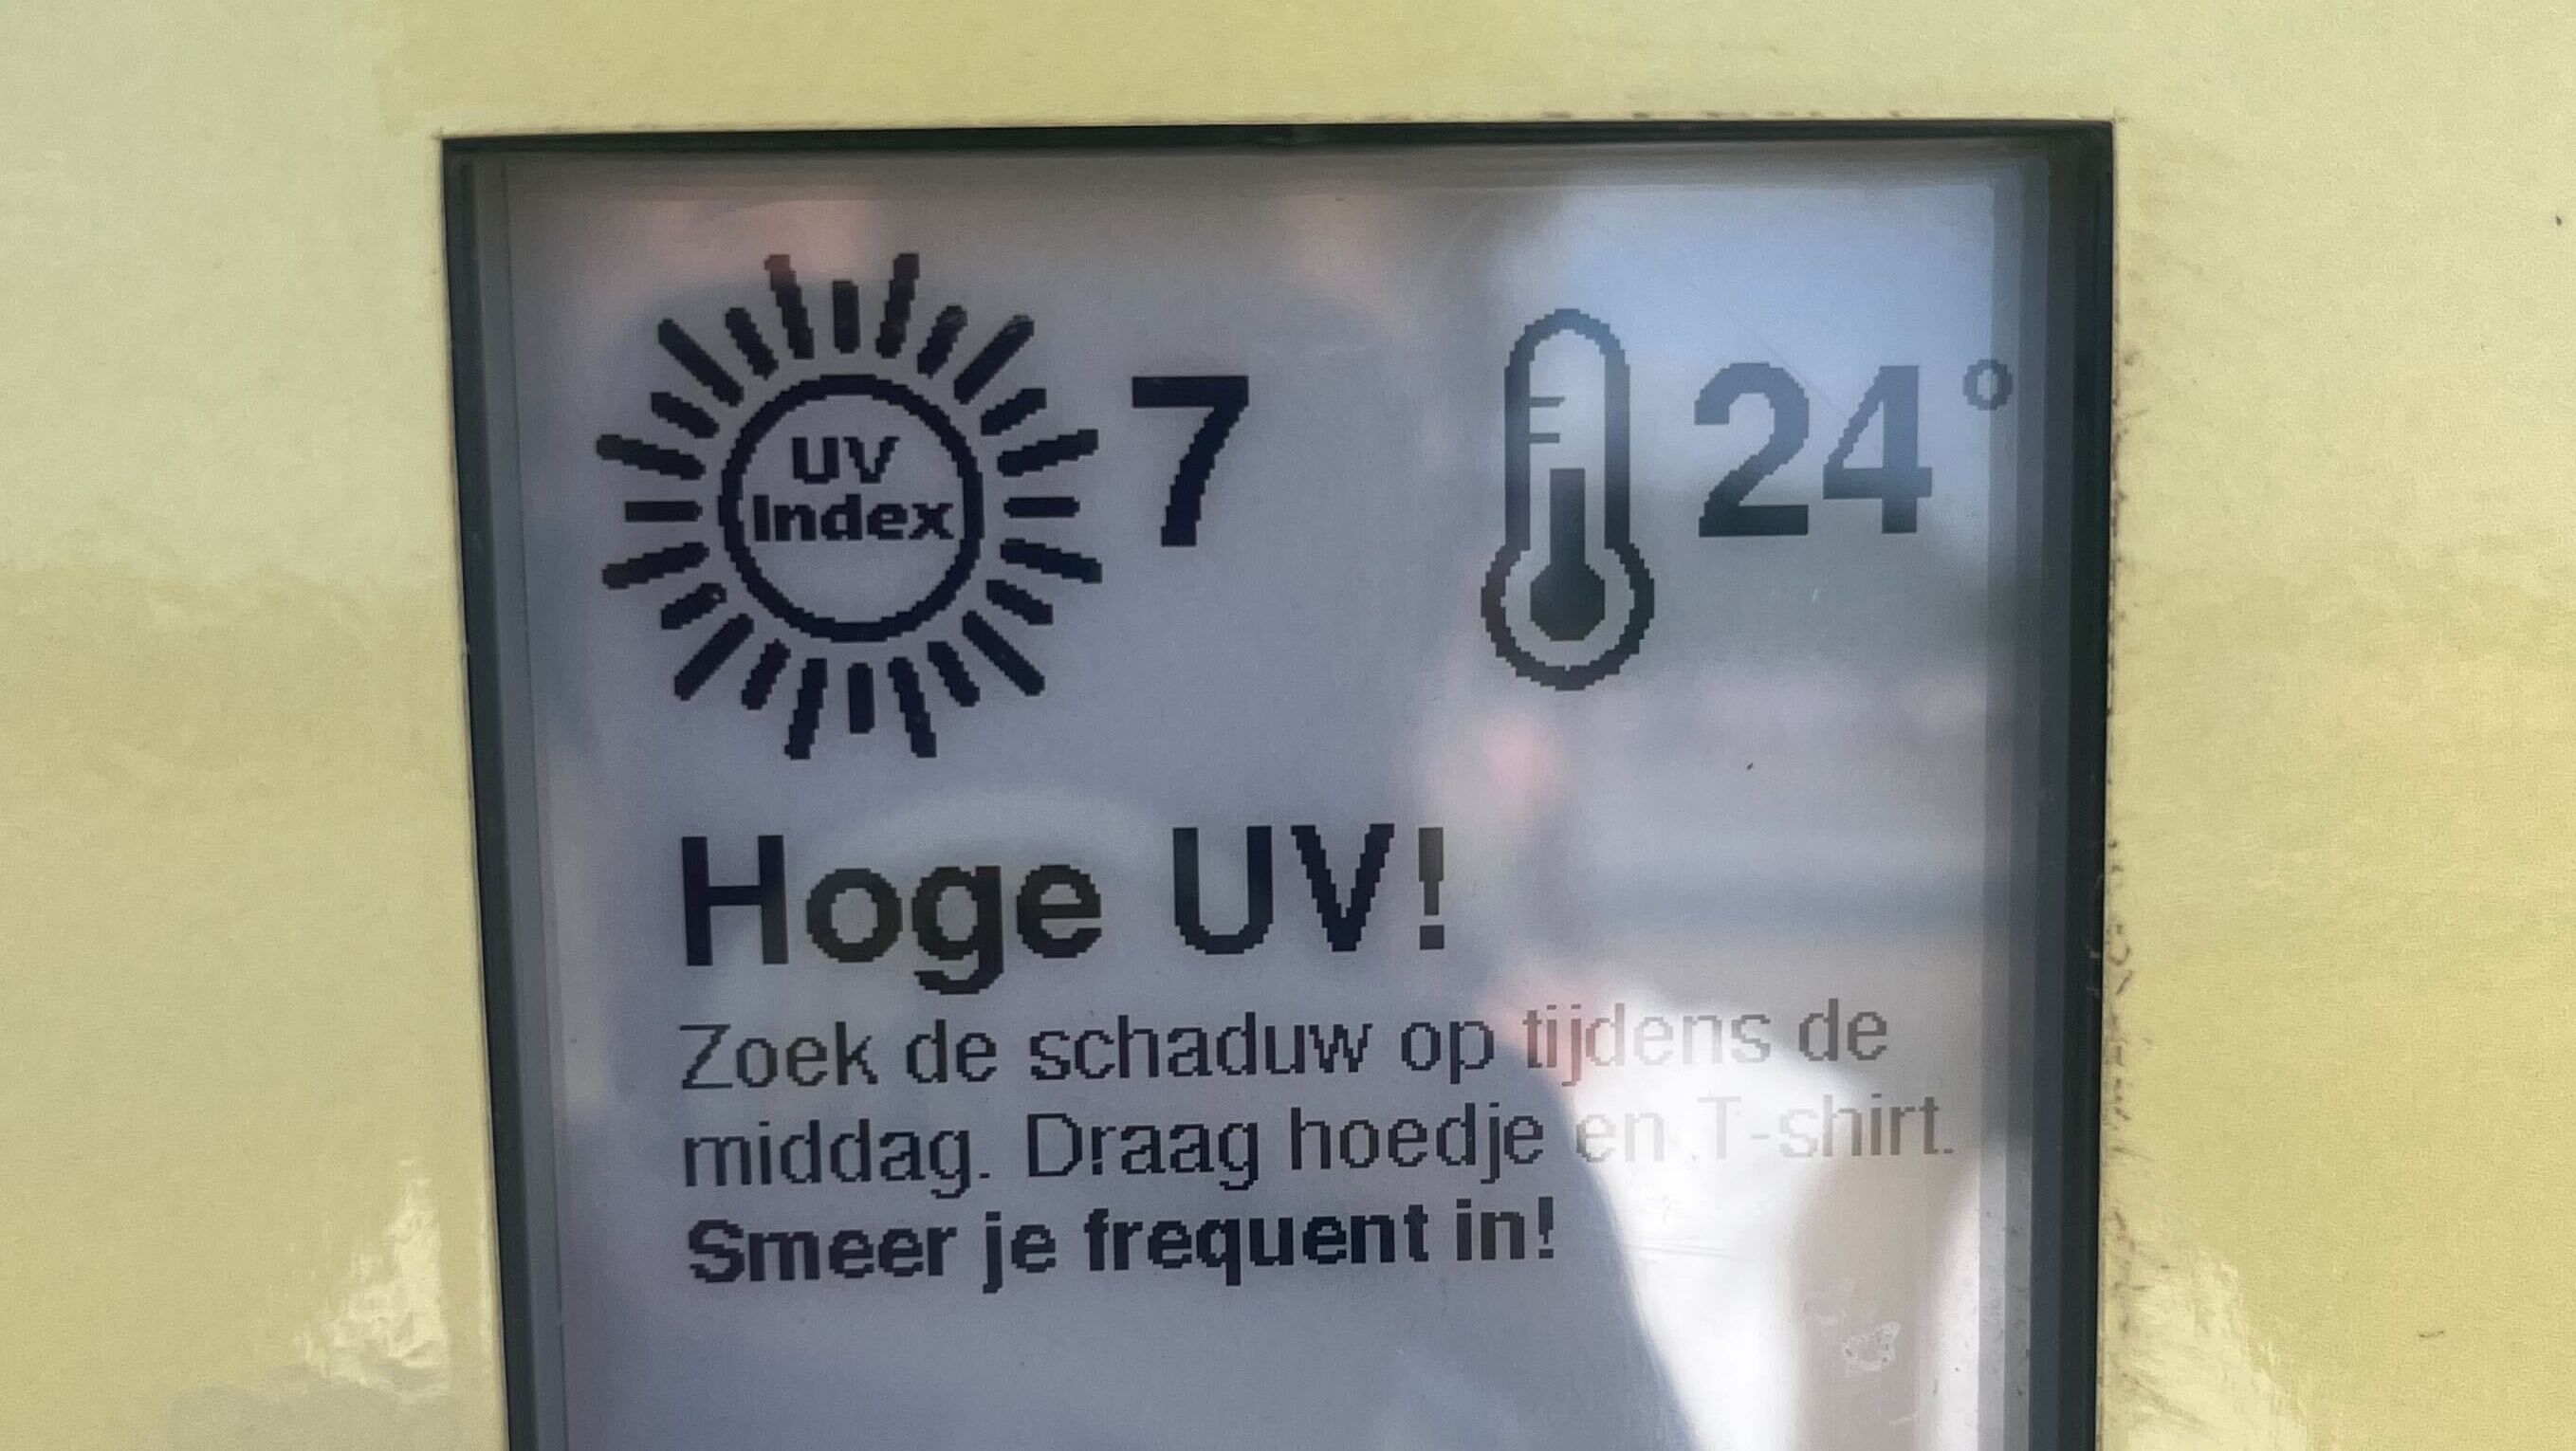 UV
Index
7
24°
Hoge UV!
Zoek de schaduw op tijdens de
middag. Draag hoedje en T-shirt.
Smeer je frequent in!